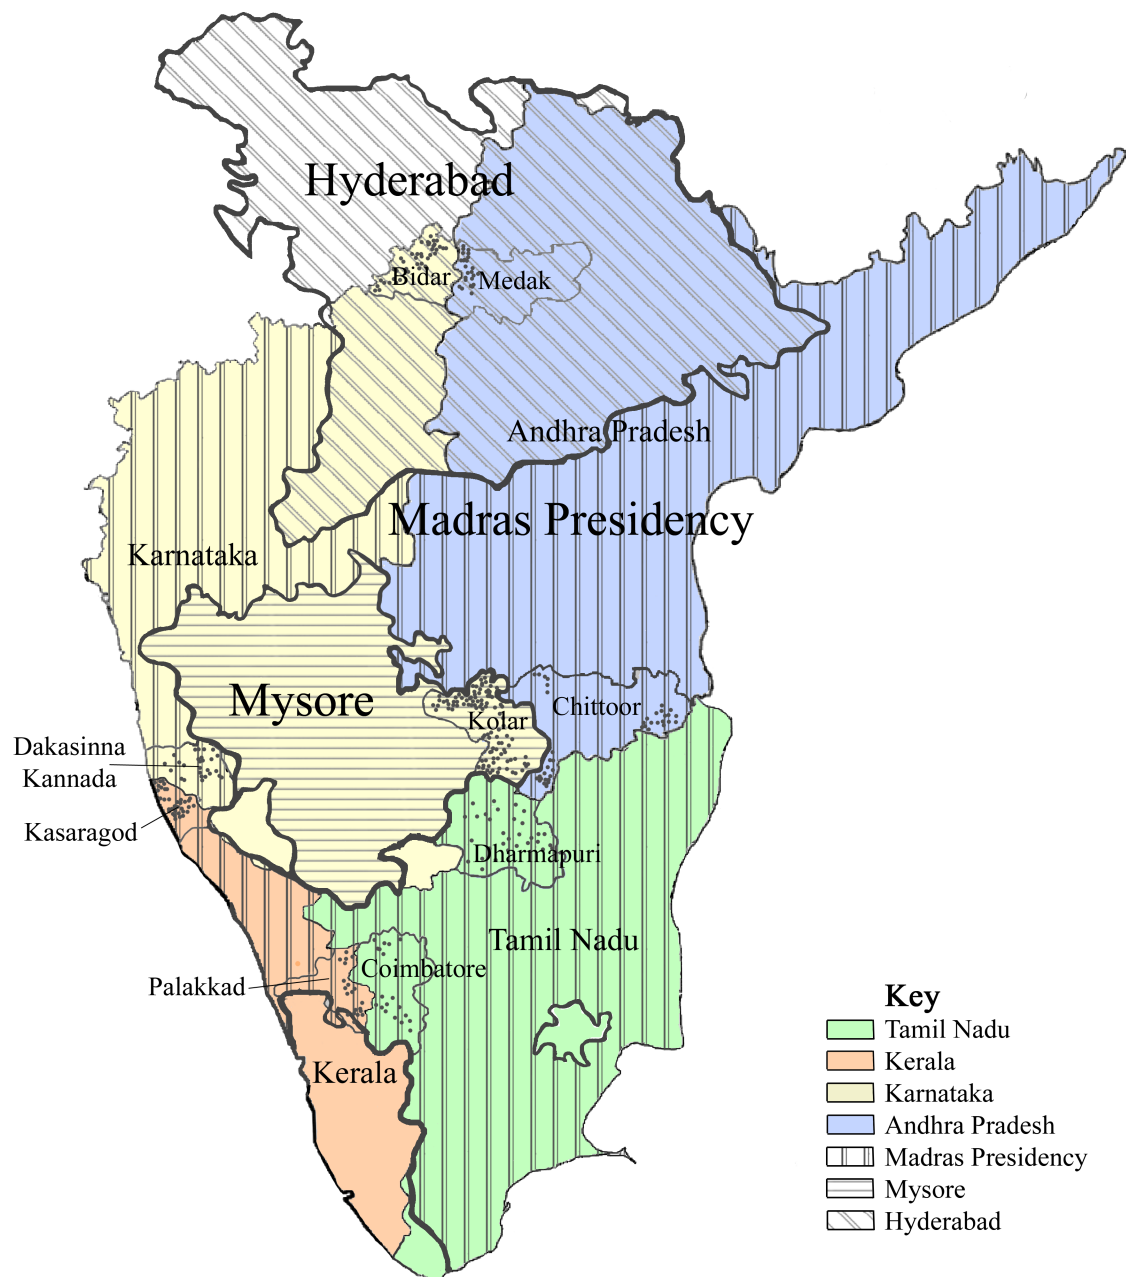 Hyderabad
Bidar
Medak
Andhra Pradesh
Madras Presidency
Karnataka
Mysore
Chittoor
Kolar
Dakasinna
Kannada
Kasaragod
Dharmapuri
Tamil Nadu
Coimbatore
Palakkad
Kerala
Key
Tamil Nadu
Kerala
Karnataka
Andhra Pradesh
Madras Presidency
Mysore
Hyderabad